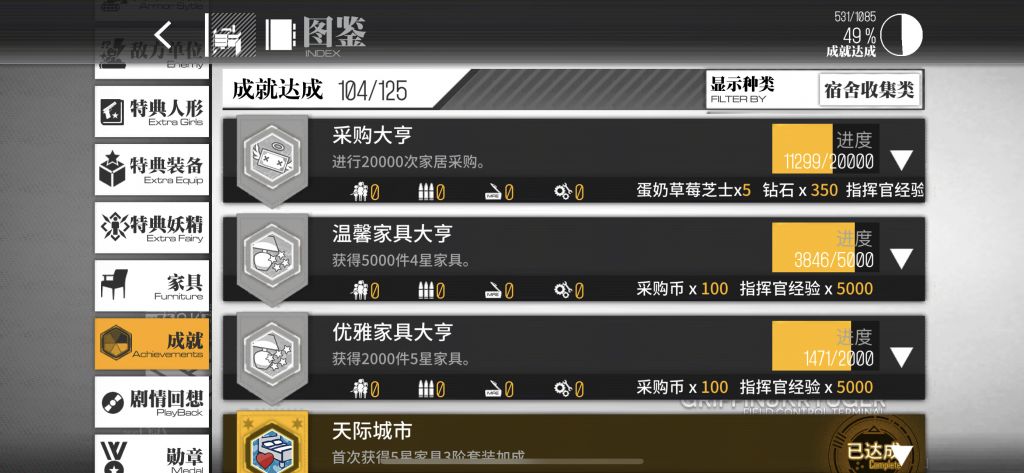 图鉴
INDEX
531/1085
49%
成就达成
敌方单位
Enemy
特典人形
Extra Girls
特典装备
Extra Equip
特典妖精
Extra Fairy
家具
Furniture
成就
Achievements
剧情回想
PlayBack
勋章
Medal
成就达成 104/125
显示种类
FILTER BY
宿舍收集类
采购大亨
进行20000次家居采购。
进度
11299/20000
0 0 0 0
蛋奶草莓芝士x5 钻石 x 350 指挥官经验
温馨家具大亨
获得5000件4星家具。
进度
3846/5000
0 0 0 0
采购币 x 100 指挥官经验 x 5000
优雅家具大亨
获得2000件5星家具。
进度
1471/2000
0 0 0 0
采购币 x 100 指挥官经验 x 5000
FIELD CONTROL TERMINAL
天际城市
首次获得5星家具3阶套装加成
已达成
Complete